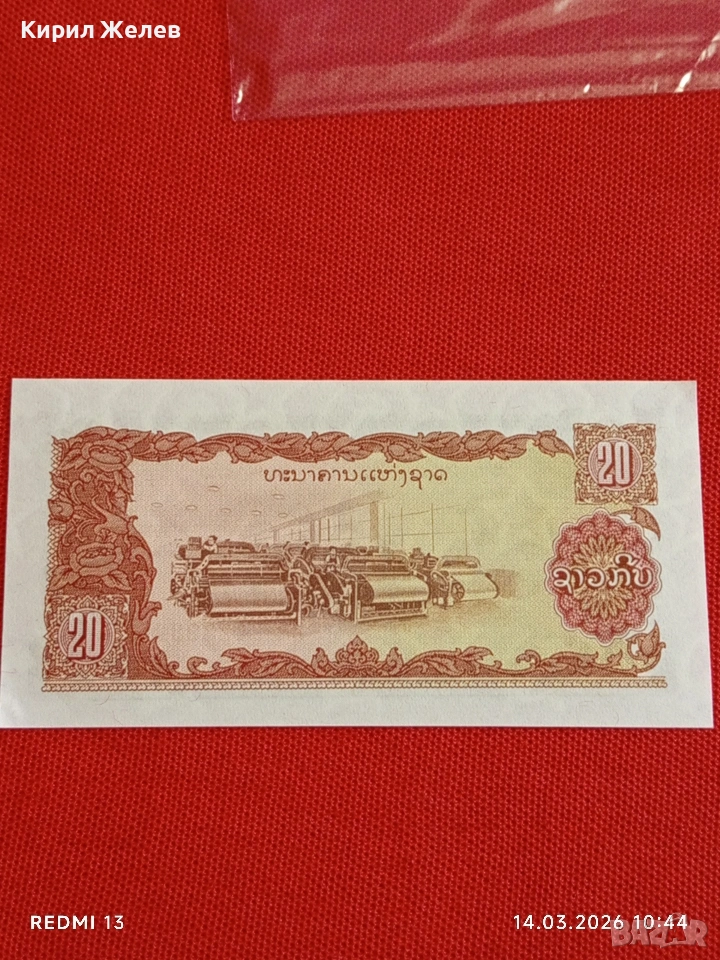 Кирил Желев
ທະນາຄານແຫ່ງຊາດ
20
ຊາວກີບ
20
REDMI 13
14.03.2026 10:44
BAZAR